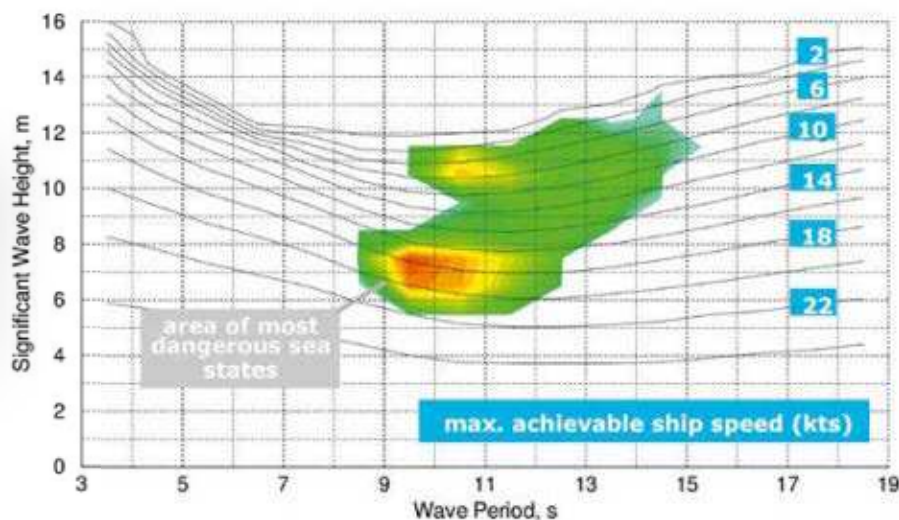 16
14
12
10
8
6
4
2
0
Significant Wave Height, m
2
6
10
14
18
22
area of most
dangerous sea
states
max. achievable ship speed (kts)
3 5 7 9 11 13 15 17 19
Wave Period, s